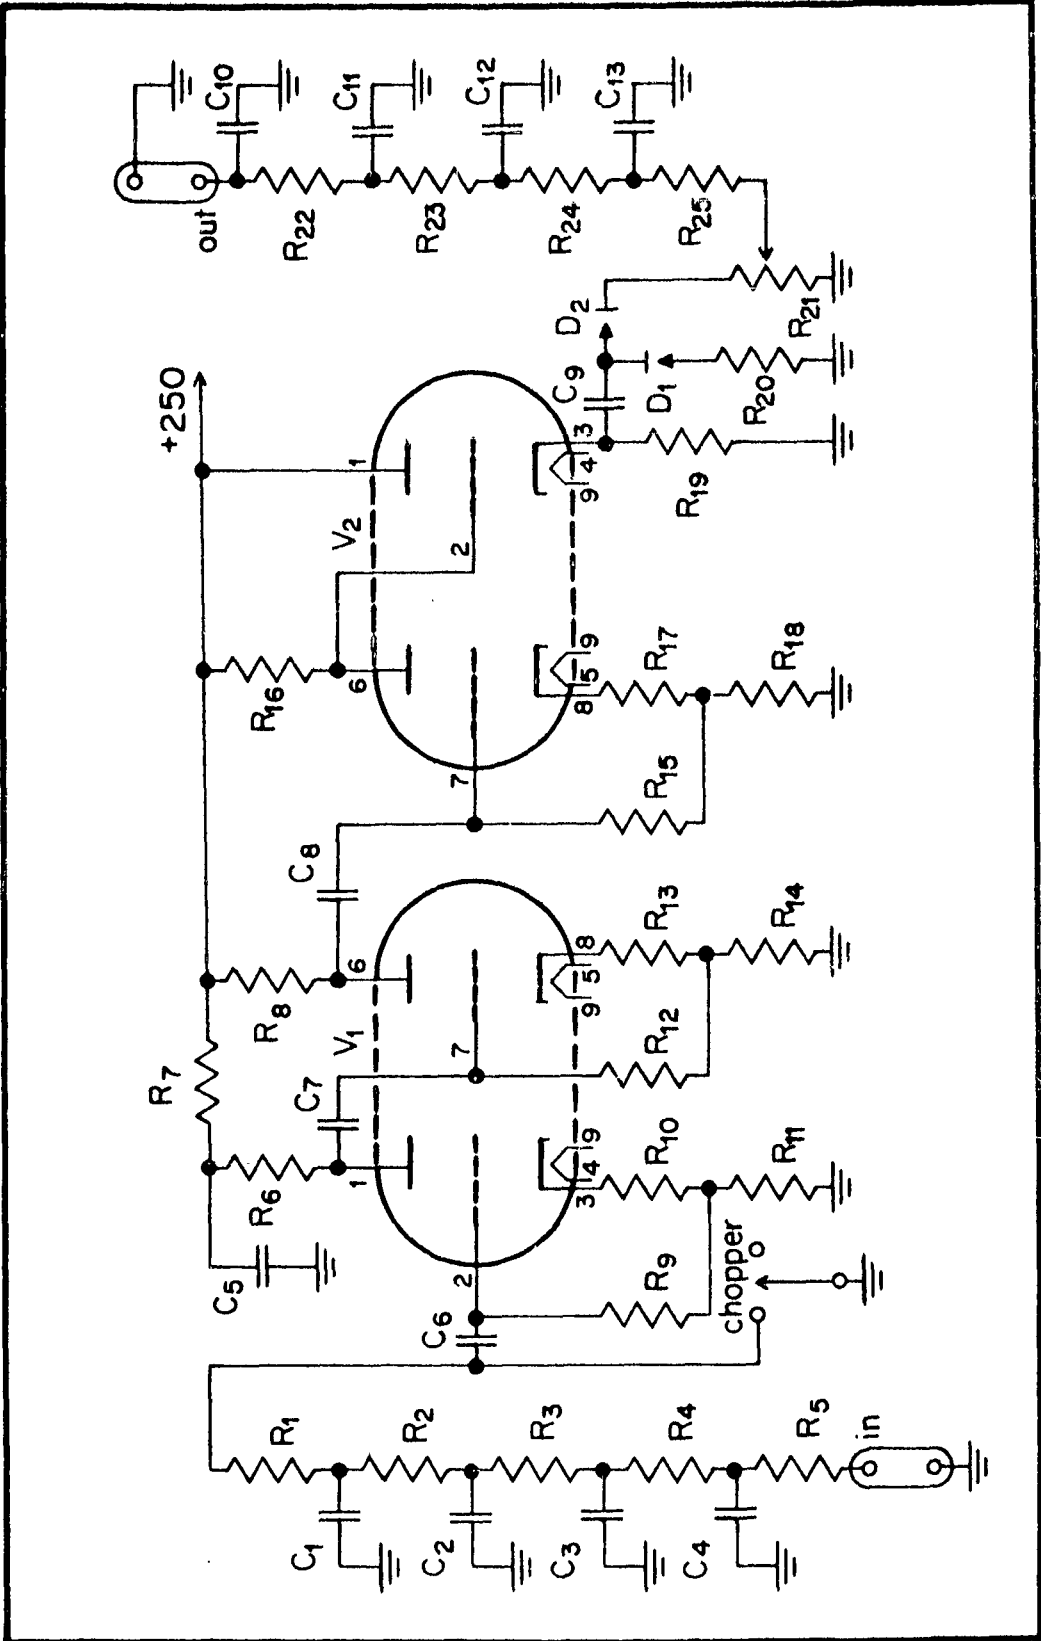 +250
R7
C5
R6
R8
R16
C7
V1
C8
V2
1
6
6
1
C6
2
7
7
2
3
4
9
9
5
8
8
5
9
9
4
3
R1
C1
R2
C2
R3
C3
R4
C4
R5
in
R9
chopper
R10
R11
R12
R13
R14
R15
R17
R18
R19
C9
D1
R20
D2
R21
out
C10
R22
C11
R23
C12
R24
C13
R25